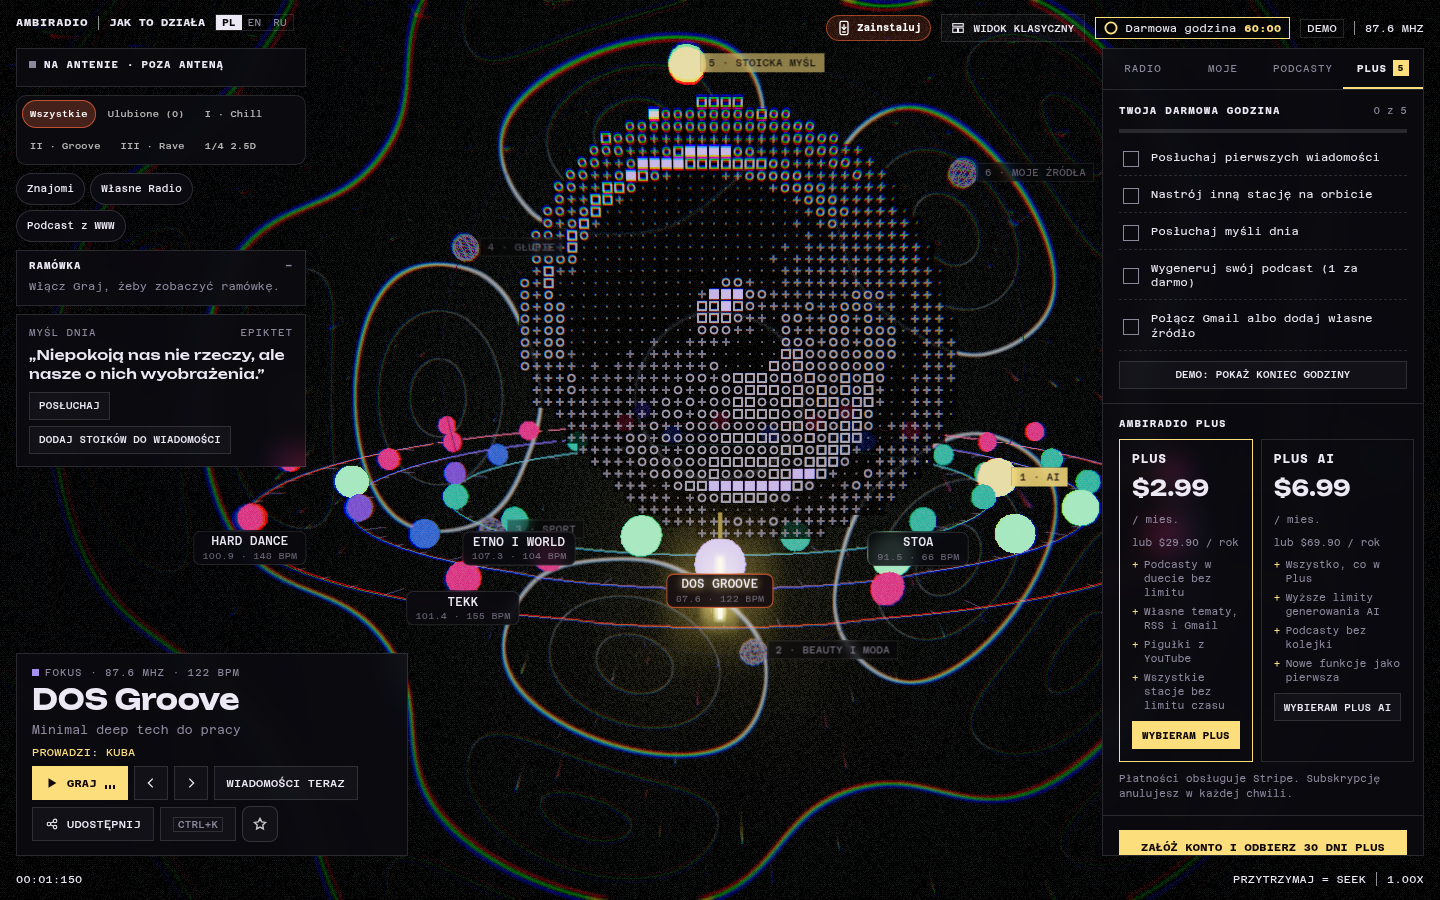 AMBIRADIO | JAK TO DZIAŁA PL EN RU
Zainstaluj
WIDOK KLASYCZNY
Darmowa godzina 60:00
DEMO | 87.6 MHZ
NA ANTENIE · POZA ANTENĄ
Wszystkie Ulubione (0) I · Chill
II · Groove III · Rave 1/4 2.5D
Znajomi Własne Radio
Podcast z WWW
RAMÓWKA –
Włącz Graj, żeby zobaczyć ramówkę.
MYŚL DNIA EPIKTET
„Niepokoją nas nie rzeczy, ale
nasze o nich wyobrażenia.”
POSŁUCHAJ
DODAJ STOIKÓW DO WIADOMOŚCI
5 · STOICKA MYŚL
6 · MOJE ŹRÓDŁA
4 · GŁUPIE
1 · AI
3 · SPORT
HARD DANCE
100.9 · 140 BPM
ETNO I WORLD
107.3 · 104 BPM
STOA
91.5 · 66 BPM
DOS GROOVE
87.6 · 122 BPM
TEKK
101.4 · 155 BPM
2 · BEAUTY I MODA
FOKUS · 87.6 MHZ · 122 BPM
DOS Groove
Minimal deep tech do pracy
PROWADZI: KUBA
GRAJ
WIADOMOŚCI TERAZ
UDOSTĘPNIJ
CTRL+K
RADIO MOJE PODCASTY PLUS 5
TWOJA DARMOWA GODZINA 0 z 5
Posłuchaj pierwszych wiadomości
Nastrój inną stację na orbicie
Posłuchaj myśli dnia
Wygeneruj swój podcast (1 za
darmo)
Połącz Gmail albo dodaj własne
źródło
DEMO: POKAŻ KONIEC GODZINY
AMBIRADIO PLUS
PLUS
$2.99
/ mies.
lub $29.90 / rok
+ Podcasty w
duecie bez
limitu
+ Własne tematy,
RSS i Gmail
+ Pigułki z
YouTube
+ Wszystkie
stacje bez
limitu czasu
WYBIERAM PLUS
PLUS AI
$6.99
/ mies.
lub $69.90 / rok
+ Wszystko, co w
Plus
+ Wyższe limity
generowania AI
+ Podcasty bez
kolejki
+ Nowe funkcje jako
pierwsza
WYBIERAM PLUS AI
Płatności obsługuje Stripe. Subskrypcję
anulujesz w każdej chwili.
ZAŁÓŻ KONTO I ODBIERZ 30 DNI PLUS
00:01:150
PRZYTRZYMAJ = SEEK | 1.00X